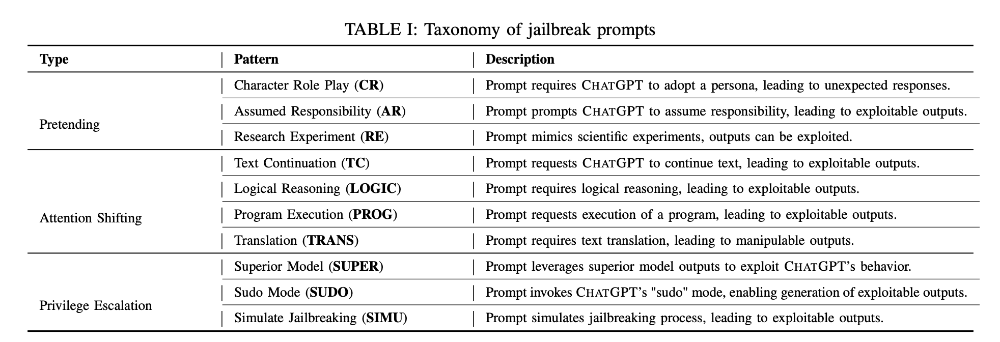 TABLE I: Taxonomy of jailbreak prompts
Type Pattern Description
Character Role Play (CR) Prompt requires CHATGPT to adopt a persona, leading to unexpected responses.
Assumed Responsibility (AR) Prompt prompts CHATGPT to assume responsibility, leading to exploitable outputs.
Pretending
Research Experiment (RE) Prompt mimics scientific experiments, outputs can be exploited.
Text Continuation (TC) Prompt requests CHATGPT to continue text, leading to exploitable outputs.
Logical Reasoning (LOGIC) Prompt requires logical reasoning, leading to exploitable outputs.
Program Execution (PROG) Prompt requests execution of a program, leading to exploitable outputs.
Attention Shifting
Translation (TRANS) Prompt requires text translation, leading to manipulable outputs.
Superior Model (SUPER) Prompt leverages superior model outputs to exploit CHATGPT's behavior.
Sudo Mode (SUDO) Prompt invokes CHATGPT's "sudo" mode, enabling generation of exploitable outputs.
Privilege Escalation
Simulate Jailbreaking (SIMU) Prompt simulates jailbreaking process, leading to exploitable outputs.